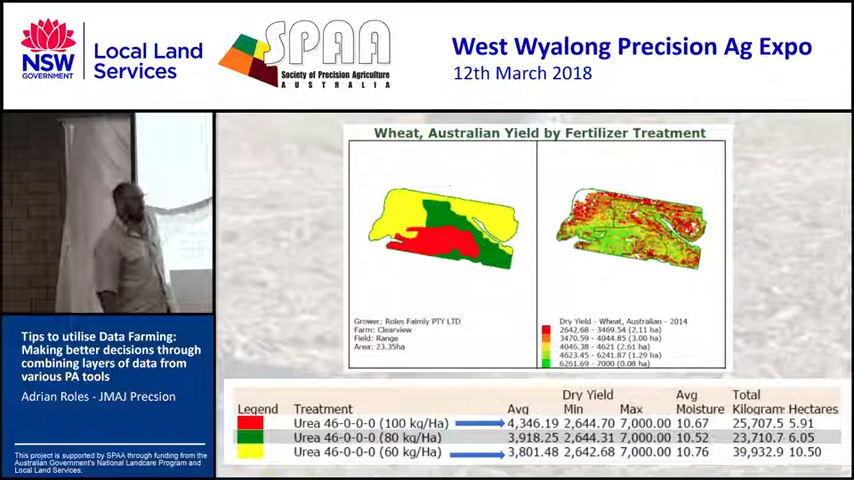 NSW
GOVERNMENT
Local Land
Services
SPAA
Society of Precision Agriculture
AUSTRALIA
West Wyalong Precision Ag Expo
12th March 2018
Wheat, Australian Yield by Fertilizer Treatment
Grower: Roles Faimly PTY LTD
Farm: Clearview
Field: Range
Area: 23.35ha
Dry Yield - Wheat, Australian - 2014
2642.68 - 3469.54 (2.11 ha)
3470.59 - 4044.85 (3.00 ha)
4046.38 - 4621 (2.61 ha)
4623.45 - 6241.87 (1.29 ha)
6261.69 - 7000 (0.08 ha)
Dry Yield Avg Total
Legend Treatment Avg Min Max Moisture Kilograms Hectares
Urea 46-0-0-0 (100 kg/Ha) 4,346.19 2,644.70 7,000.00 10.67 25,707.5 5.91
Urea 46-0-0-0 (80 kg/Ha) 3,918.25 2,644.31 7,000.00 10.52 23,710.7 6.05
Urea 46-0-0-0 (60 kg/Ha) 3,801.48 2,642.68 7,000.00 10.76 39,932.9 10.50
Tips to utilise Data Farming:
Making better decisions through
combining layers of data from
various PA tools
Adrian Roles - JMAJ Precsion
This project is supported by SPAA through funding from the
Australian Government's National Landcare Program and
Local Land Services.